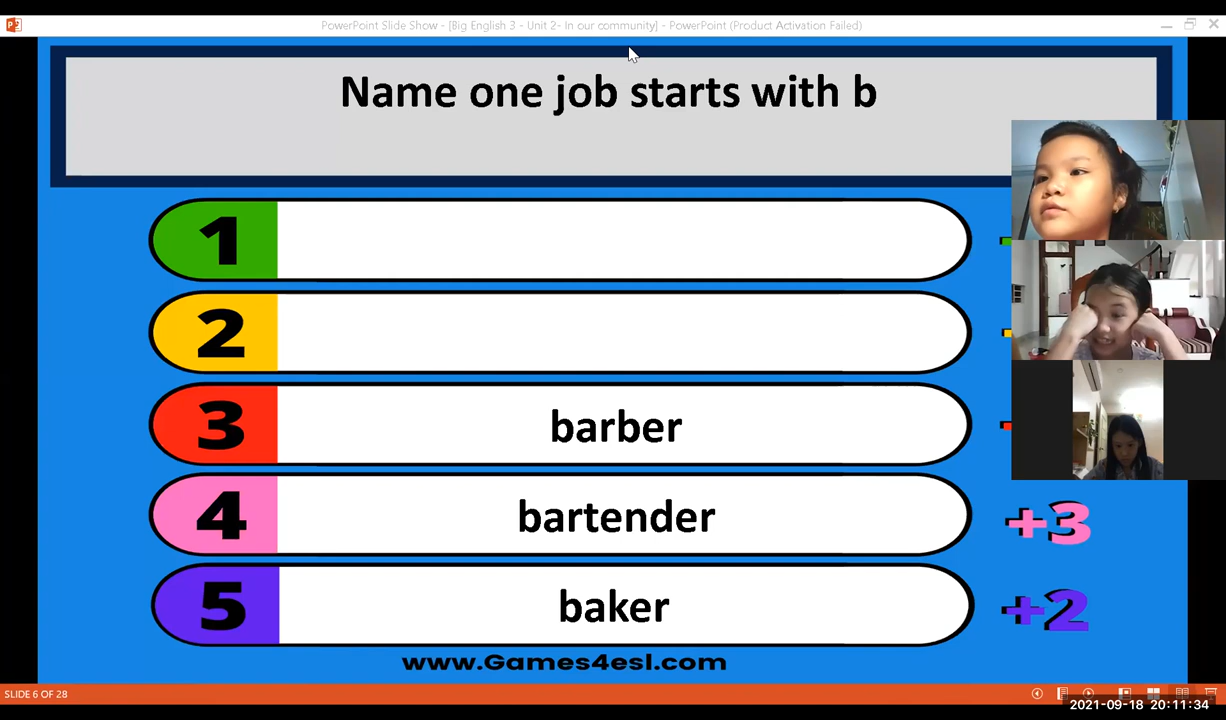 PowerPoint Slide Show - [Big English 3 - Unit 2- In our community] - PowerPoint (Product Activation Failed)
Name one job starts with b
1
2
3 barber
4 bartender +3
5 baker +2
www.Games4esl.com
SLIDE 6 OF 28
2021-09-18 20:11:34